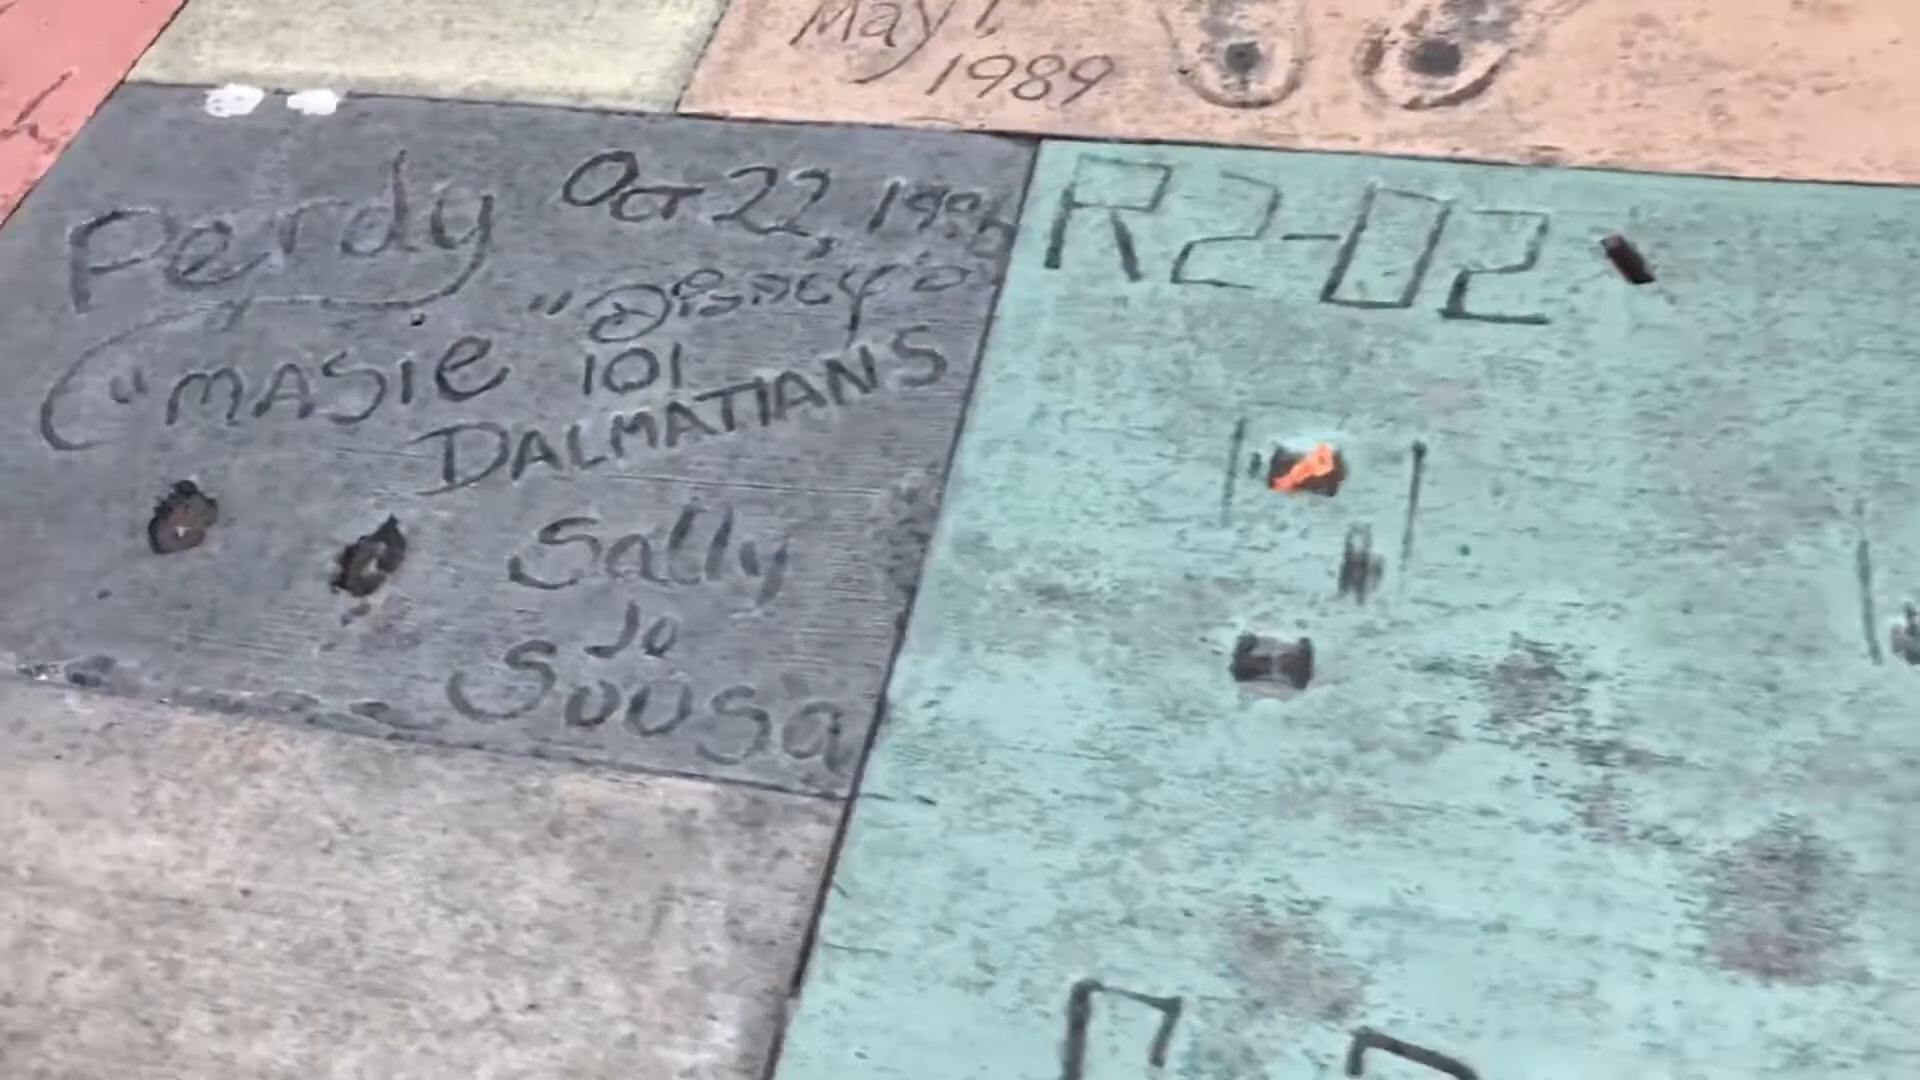 May 1,
1989
Perdy Oct 22, 1996
"MASIE "Disney's
101
DALMATIANS
Sally
Jo
Sousa
R2-D2